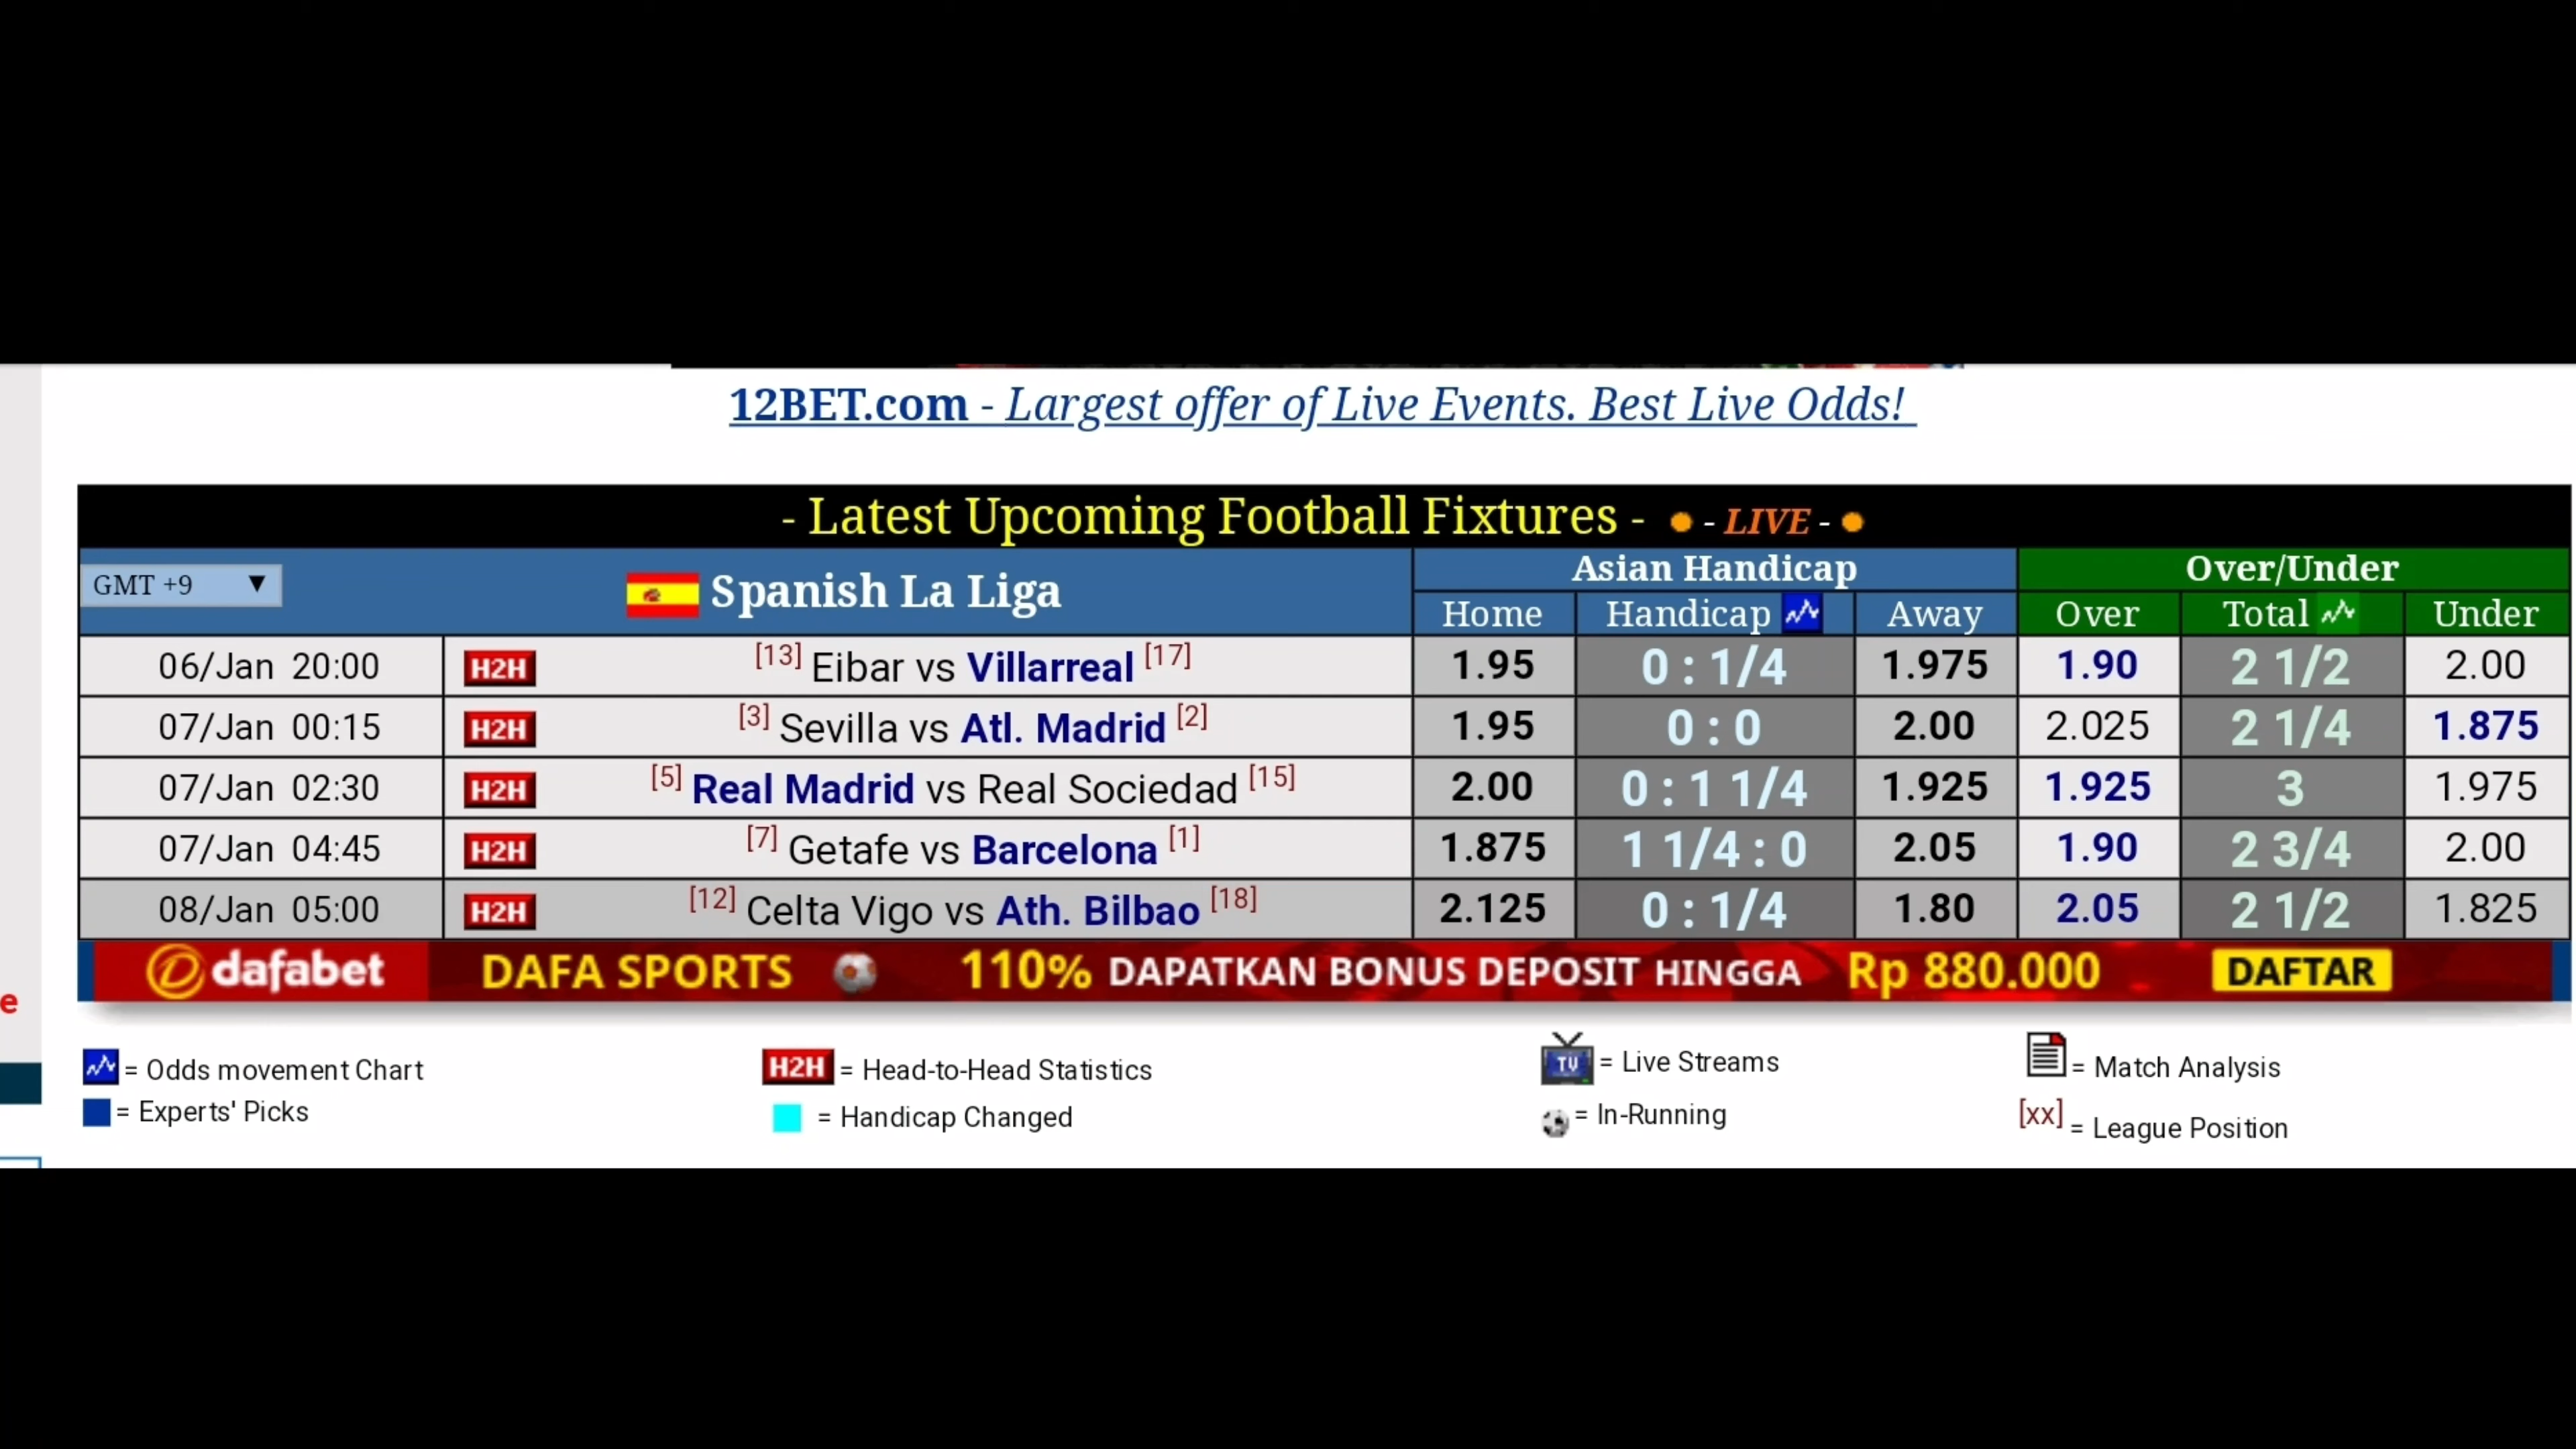 12BET.com - Largest offer of Live Events. Best Live Odds!
- Latest Upcoming Football Fixtures - - LIVE -
GMT +9 ▼ Spanish La Liga Asian Handicap Over/Under
Home Handicap Away Over Total Under
06/Jan 20:00 H2H [13] Eibar vs Villarreal [17] 1.95 0 : 1/4 1.975 1.90 2 1/2 2.00
07/Jan 00:15 H2H [3] Sevilla vs Atl. Madrid [2] 1.95 0 : 0 2.00 2.025 2 1/4 1.875
07/Jan 02:30 H2H [5] Real Madrid vs Real Sociedad [15] 2.00 0 : 1 1/4 1.925 1.925 3 1.975
07/Jan 04:45 H2H [7] Getafe vs Barcelona [1] 1.875 1 1/4 : 0 2.05 1.90 2 3/4 2.00
08/Jan 05:00 H2H [12] Celta Vigo vs Ath. Bilbao [18] 2.125 0 : 1/4 1.80 2.05 2 1/2 1.825
dafabet DAFA SPORTS 110% DAPATKAN BONUS DEPOSIT HINGGA Rp 880.000 DAFTAR
e
= Odds movement Chart H2H = Head-to-Head Statistics TV = Live Streams = Match Analysis
= Experts' Picks = Handicap Changed = In-Running [xx] = League Position